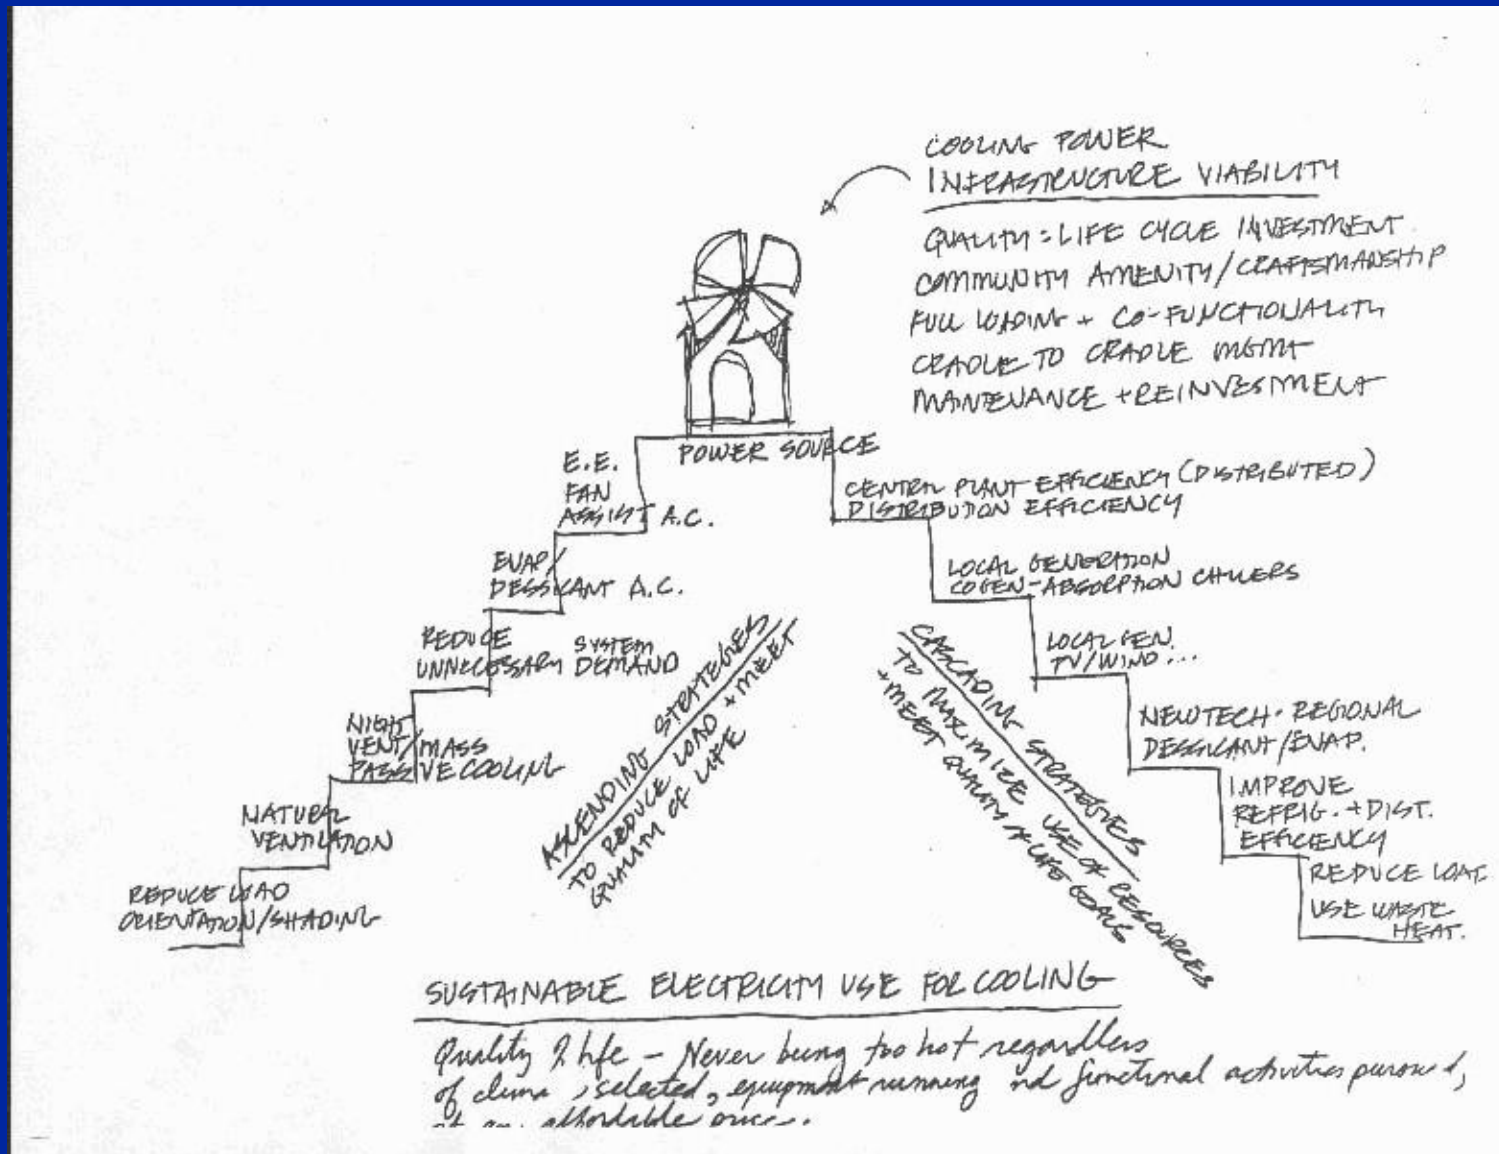 COOLING POWER
INFRASTRUCTURE VIABILITY
QUALITY = LIFE CYCLE INVESTMENT
COMMUNITY AMENITY/CRAFTSMANSHIP
FULL LOADING + CO-FUNCTIONALITY
CRADLE TO CRADLE MGMT
MAINTENANCE + REINVESTMENT
POWER SOURCE
E.E.
FAN
ASSIST A.C.
EVAP/
DESSICANT A.C.
REDUCE
UNNECESSARY SYSTEM DEMAND
NIGHT
VENT/MASS
PASSIVE COOLING
NATURAL
VENTILATION
REDUCE LOAD
ORIENTATION/SHADING
ASCENDING STRATEGIES
TO REDUCE LOAD + MEET
QUALITY OF LIFE
CENTRAL PLANT EFFICIENCY (DISTRIBUTED)
DISTRIBUTION EFFICIENCY
LOCAL GENERATION
COGEN-ABSORPTION CHILLERS
LOCAL GEN.
PV/WIND...
NEWTECH - REGIONAL
DESSICANT/EVAP.
IMPROVE
REFRIG. + DIST.
EFFICIENCY
REDUCE LOAD
USE WASTE
HEAT.
CASCADING STRATEGIES
TO MAXIMIZE USE OF RESOURCES
+ MEET QUALITY OF LIFE GOALS
SUSTAINABLE ELECTRICITY USE FOR COOLING
Quality of life - Never being too hot regardless
of selected, equipment running nd functional activities pursued,
affordable